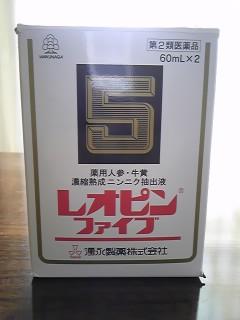 WAKUNAGA
第2類医薬品
60mL×2
5
薬用人参・牛黄
濃縮熟成ニンニク抽出液
レオピン®
ファイブ
湧永製薬株式会社